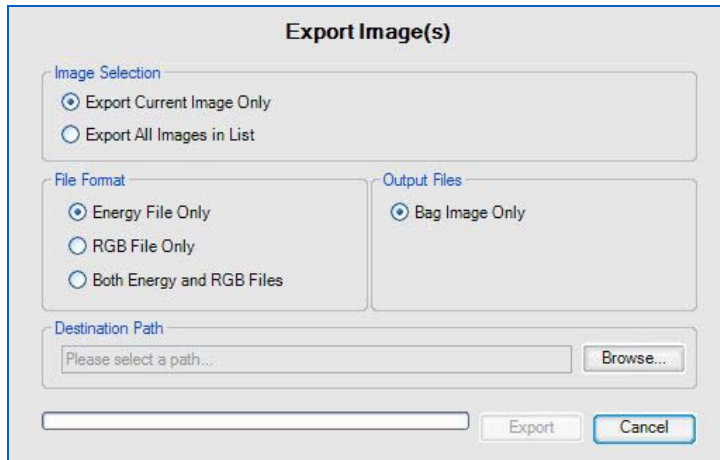 Export Image(s)
Image Selection
Export Current Image Only
Export All Images in List
File Format
Energy File Only
RGB File Only
Both Energy and RGB Files
Output Files
Bag Image Only
Destination Path
Please select a path...
Browse...
Export
Cancel